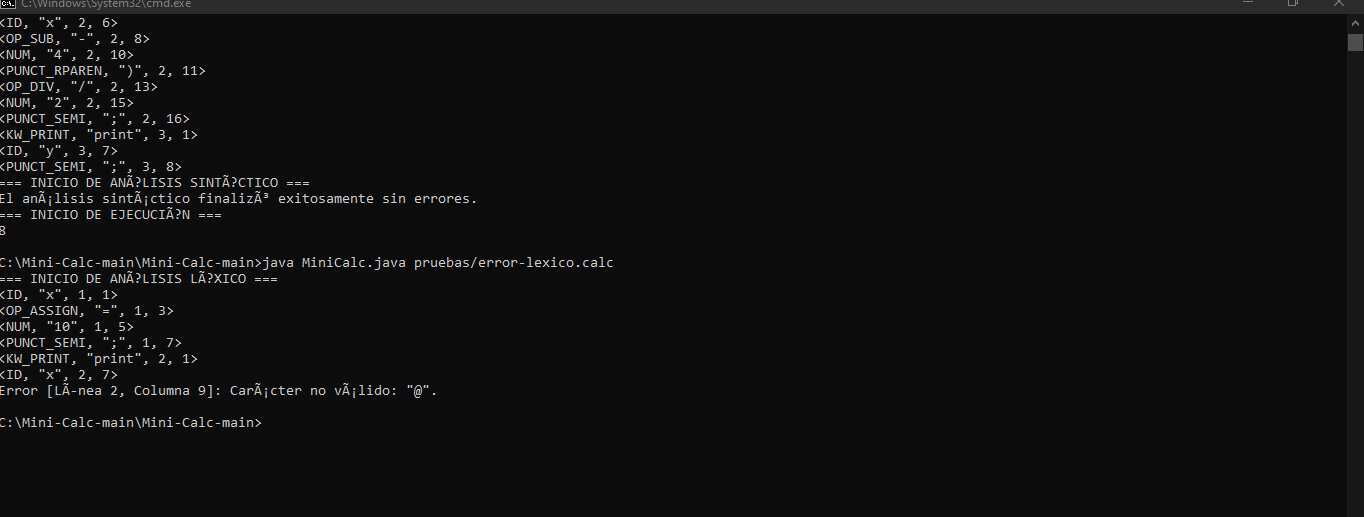 C:\Windows\System32\cmd.exe
<ID, "x", 2, 6>
<OP_SUB, "-", 2, 8>
<NUM, "4", 2, 10>
<PUNCT_RPAREN, ")", 2, 11>
<OP_DIV, "/", 2, 13>
<NUM, "2", 2, 15>
<PUNCT_SEMI, ";", 2, 16>
<KW_PRINT, "print", 3, 1>
<ID, "y", 3, 7>
<PUNCT_SEMI, ";", 3, 8>
=== INICIO DE ANÃ?LISIS SINTÃ?CTICO ===
El anÃ¡lisis sintÃ¡ctico finalizÃ³ exitosamente sin errores.
=== INICIO DE EJECUCIÃ?N ===
8
C:\Mini-Calc-main\Mini-Calc-main>java MiniCalc.java pruebas/error-lexico.calc
=== INICIO DE ANÃ?LISIS LÃ?XICO ===
<ID, "x", 1, 1>
<OP_ASSIGN, "=", 1, 3>
<NUM, "10", 1, 5>
<PUNCT_SEMI, ";", 1, 7>
<KW_PRINT, "print", 2, 1>
<ID, "x", 2, 7>
Error [LÃ-nea 2, Columna 9]: CarÃ¡cter no vÃ¡lido: "@".
C:\Mini-Calc-main\Mini-Calc-main>